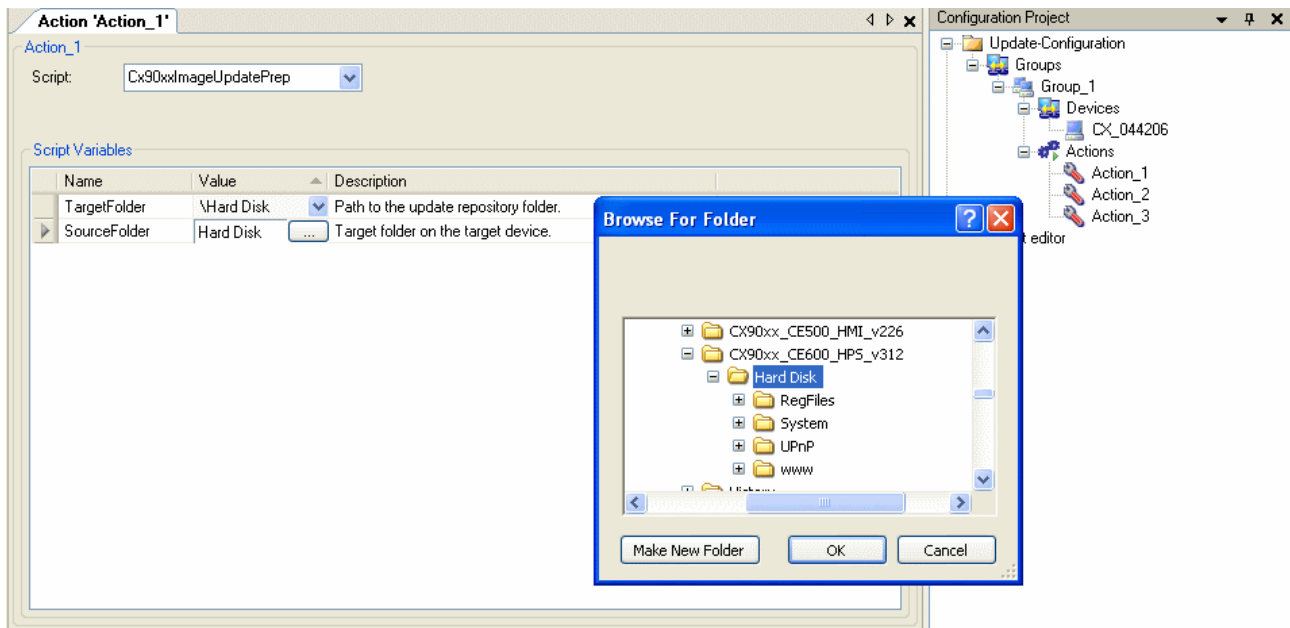 Action 'Action_1'
Action_1
Script:
Cx90xxImageUpdatePrep
Script Variables
Name Value Description
TargetFolder \Hard Disk Path to the update repository folder.
SourceFolder Hard Disk ... Target folder on the target device.
Configuration Project
Update-Configuration
Groups
Group_1
Devices
CX_044206
Actions
Action_1
Action_2
Action_3
editor
Browse For Folder
CX90xx_CE500_HMI_v226
CX90xx_CE600_HPS_v312
Hard Disk
RegFiles
System
UPnP
www
Make New Folder OK Cancel